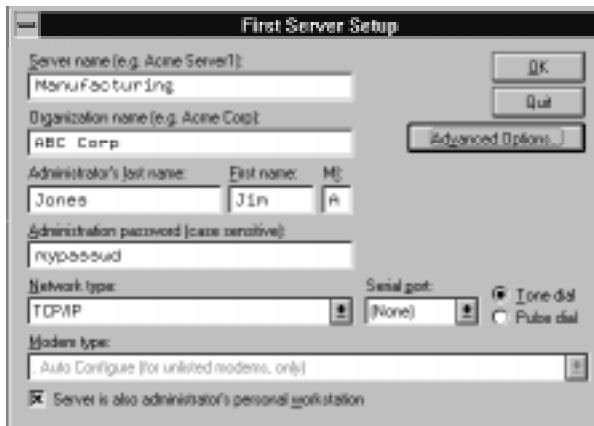 First Server Setup
Server name (e.g. Acme Server1):
Manufacturing
OK
Quit
Organization name (e.g. Acme Corp):
ABC Corp
Advanced Options...
Administrator's last name: First name: MI:
Jones Jim A
Administration password (case sensitive):
mypasswd
Network type: Serial port:
TCP/IP (None) Tone dial
Pulse dial
Modem type:
. Auto Configure (for unlisted modems, only)
Server is also administrator's personal workstation